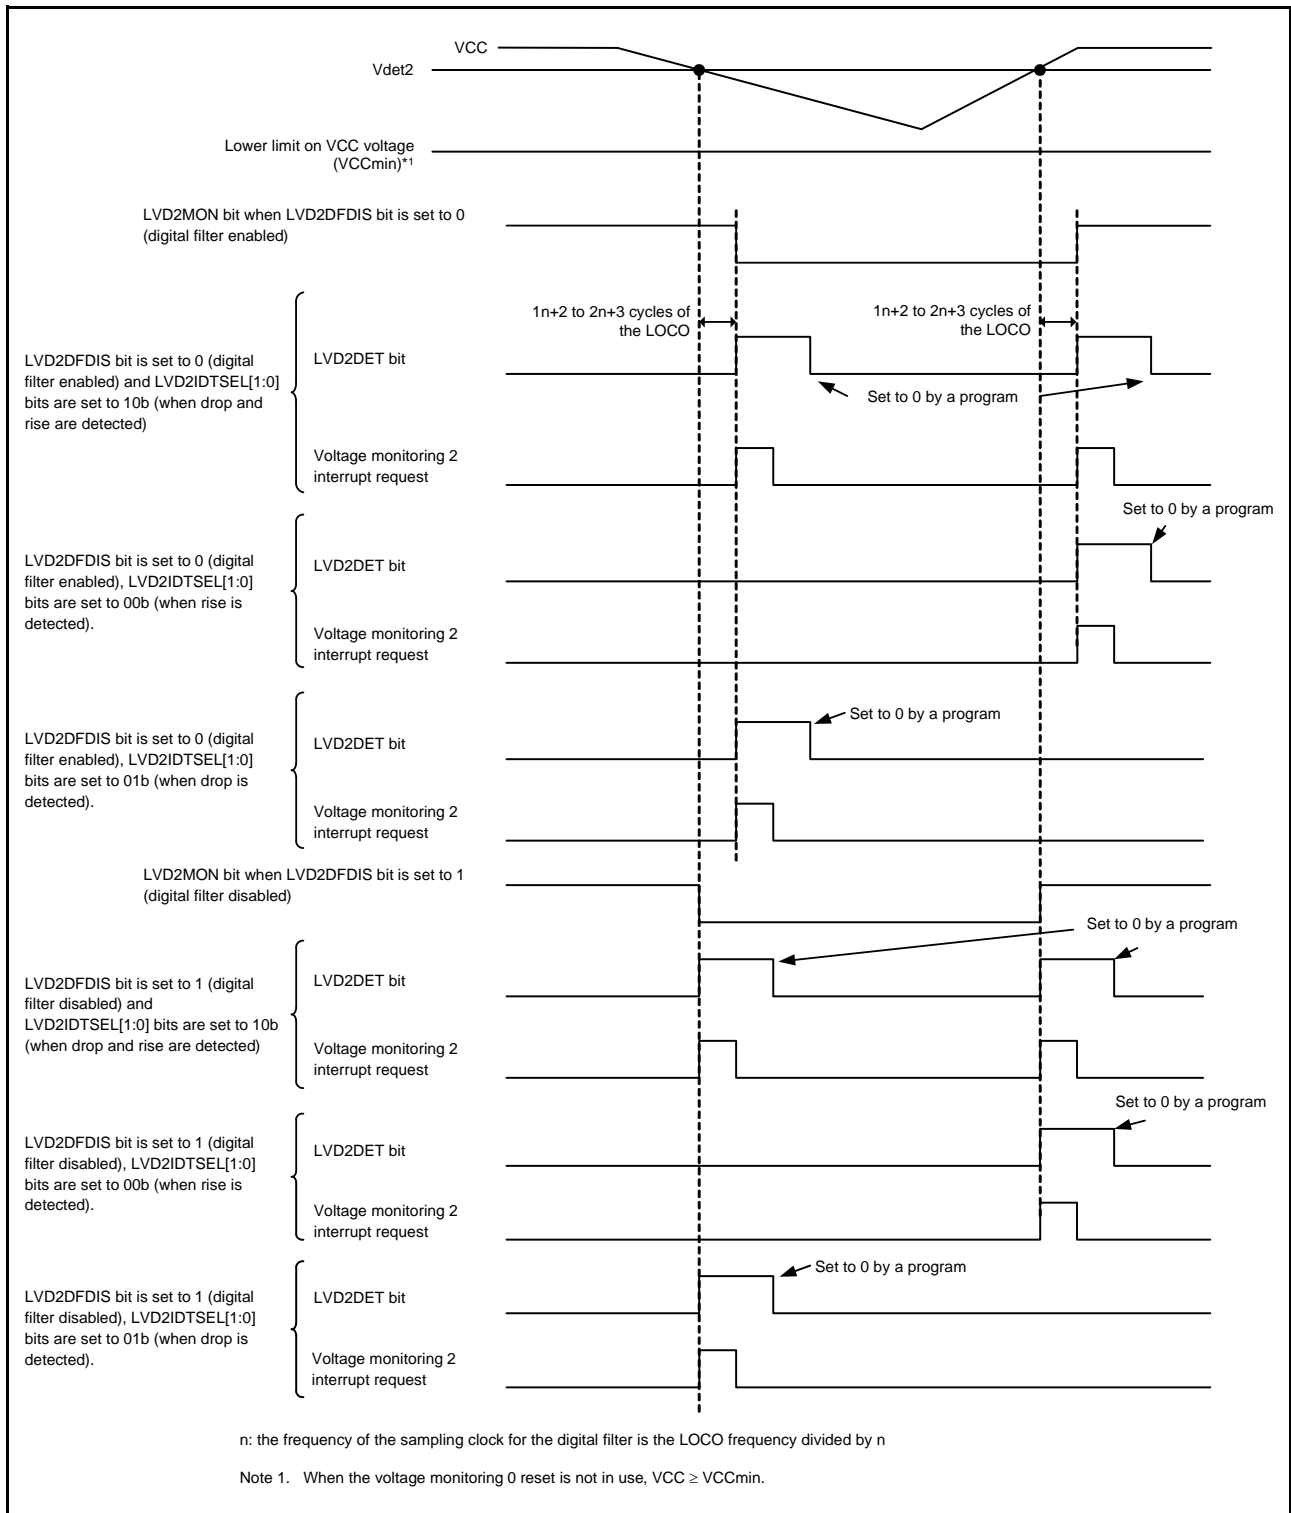 VCC
Vdet2
Lower limit on VCC voltage
(VCCmin)*1
LVD2MON bit when LVD2DFDIS bit is set to 0
(digital filter enabled)
1n+2 to 2n+3 cycles of
the LOCO
1n+2 to 2n+3 cycles of
the LOCO
LVD2DFDIS bit is set to 0 (digital
filter enabled) and LVD2IDTSEL[1:0]
bits are set to 10b (when drop and
rise are detected)
LVD2DET bit
Set to 0 by a program
Voltage monitoring 2
interrupt request
Set to 0 by a program
LVD2DFDIS bit is set to 0 (digital
filter enabled), LVD2IDTSEL[1:0]
bits are set to 00b (when rise is
detected).
LVD2DET bit
Voltage monitoring 2
interrupt request
Set to 0 by a program
LVD2DFDIS bit is set to 0 (digital
filter enabled), LVD2IDTSEL[1:0]
bits are set to 01b (when drop is
detected).
LVD2DET bit
Voltage monitoring 2
interrupt request
LVD2MON bit when LVD2DFDIS bit is set to 1
(digital filter disabled)
Set to 0 by a program
LVD2DFDIS bit is set to 1 (digital
filter disabled) and
LVD2IDTSEL[1:0] bits are set to 10b
(when drop and rise are detected)
LVD2DET bit
Voltage monitoring 2
interrupt request
Set to 0 by a program
LVD2DFDIS bit is set to 1 (digital
filter disabled), LVD2IDTSEL[1:0]
bits are set to 00b (when rise is
detected).
LVD2DET bit
Voltage monitoring 2
interrupt request
Set to 0 by a program
LVD2DFDIS bit is set to 1 (digital
filter disabled), LVD2IDTSEL[1:0]
bits are set to 01b (when drop is
detected).
LVD2DET bit
Voltage monitoring 2
interrupt request
n: the frequency of the sampling clock for the digital filter is the LOCO frequency divided by n
Note 1. When the voltage monitoring 0 reset is not in use, VCC ≥ VCCmin.